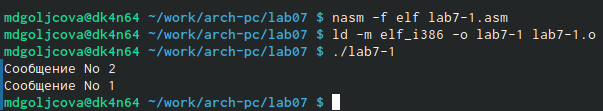 mdgoljcova@dk4n64 ~/work/arch-pc/lab07 $ nasm -f elf lab7-1.asm
mdgoljcova@dk4n64 ~/work/arch-pc/lab07 $ ld -m elf_i386 -o lab7-1 lab7-1.o
mdgoljcova@dk4n64 ~/work/arch-pc/lab07 $ ./lab7-1
Сообщение No 2
Сообщение No 1
mdgoljcova@dk4n64 ~/work/arch-pc/lab07 $